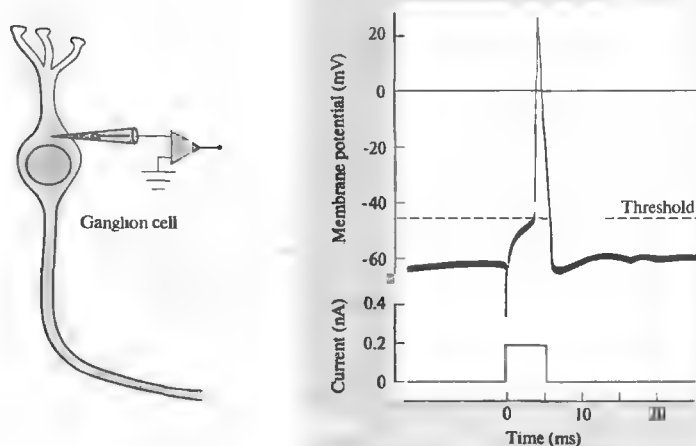 Ganglion cell
Membrane potential (mV)
20
0
-20
-40
-60
Threshold
Current (nA)
0.4
0.2
0
0
10
Time (ms)